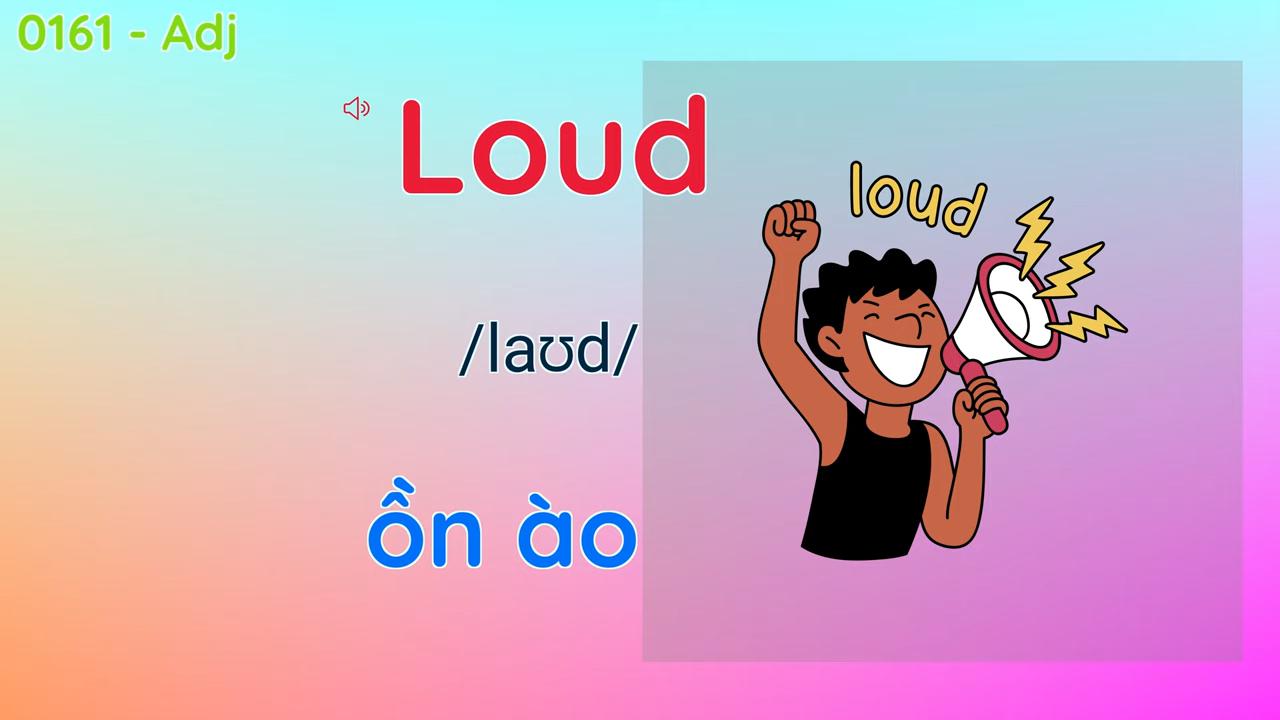 0161 - Adj
Loud
loud
/laʊd/
ồn ào